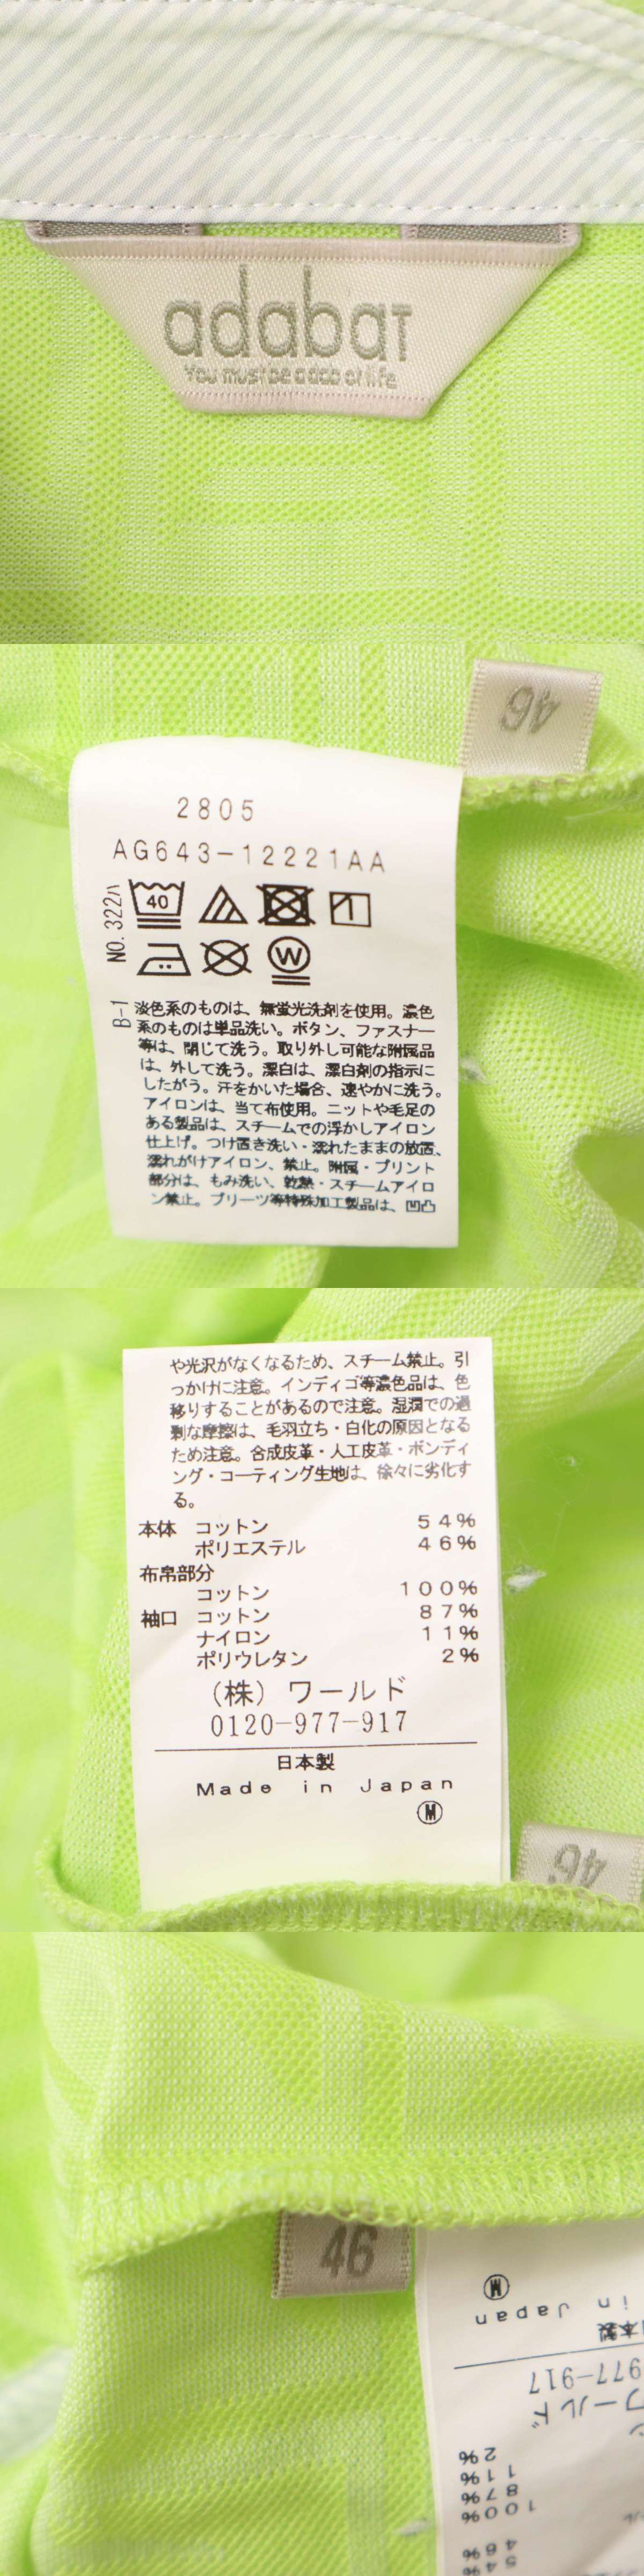 adabat
You must be a dab at life
46
2805
AG643-12221AA
NO. 322ハ
40
W
B-1
淡色系のものは、無蛍光洗剤を使用。濃色
系のものは単品洗い。ボタン、ファスナー
等は、閉じて洗う。取り外し可能な附属品
は、外して洗う。漂白は、漂白剤の指示に
したがう。汗をかいた場合、速やかに洗う。
アイロンは、当て布使用。ニットや毛足の
ある製品は、スチームでの浮かしアイロン
仕上げ。つけ置き洗い・濡れたままの放置、
濡れがけアイロン、禁止。附属・プリント
部分は、もみ洗い、乾熱・スチームアイロ
ン禁止。プリーツ等特殊加工製品は、凹凸
や光沢がなくなるため、スチーム禁止。引
っかけに注意。インディゴ等濃色品は、色
移りすることがあるので注意。湿潤での過
剰な摩擦は、毛羽立ち・白化の原因となる
ため注意。合成皮革・人工皮革・ボンディ
ング・コーティング生地は、徐々に劣化す
る。
本体 コットン 54%
ポリエステル 46%
布帛部分
コットン 100%
袖口 コットン 87%
ナイロン 11%
ポリウレタン 2%
(株) ワールド
0120-977-917
日本製
Made in Japan
M
46
46
M
in Japan
本製
977-917
ワールド
2%
11%
87%
100%
46%
54%